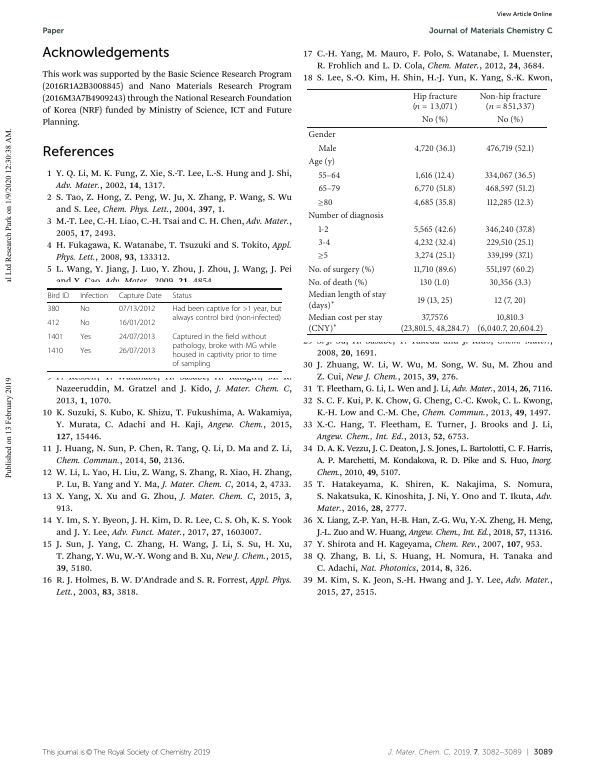 View Article Online
Paper
Journal of Materials Chemistry C
Acknowledgements
This work was supported by the Basic Science Research Program
(2016R1A2B3008845) and Nano Materials Research Program
(2016M3A7B4909243) through the National Research Foundation
of Korea (NRF) funded by Ministry of Science, ICT and Future
Planning.
References
1 Y. Q. Li, M. K. Fung, Z. Xie, S.-T. Lee, L.-S. Hung and J. Shi,
Adv. Mater., 2002, 14, 1317.
2 S. Tao, Z. Hong, Z. Peng, W. Ju, X. Zhang, P. Wang, S. Wu
and S. Lee, Chem. Phys. Lett., 2004, 397, 1.
3 M.-T. Lee, C.-H. Liao, C.-H. Tsai and C. H. Chen, Adv. Mater.,
2005, 17, 2493.
4 H. Fukagawa, K. Watanabe, T. Tsuzuki and S. Tokito, Appl.
Phys. Lett., 2008, 93, 133312.
5 L. Wang, Y. Jiang, J. Luo, Y. Zhou, J. Zhou, J. Wang, J. Pei
and Y. Cao, Adv. Mater., 2009, 21, 4854.
Bird ID Infection Capture Date Status
380 No 07/13/2012 Had been captive for >1 year, but
always control bird (non-infected)
412 No 16/01/2012
1401 Yes 24/07/2013 Captured in the field without
pathology, broke with MG while
1410 Yes 26/07/2013 housed in captivity prior to time
of sampling
Nazeeruddin, M. Gratzel and J. Kido, J. Mater. Chem. C,
2013, 1, 1070.
10 K. Suzuki, S. Kubo, K. Shizu, T. Fukushima, A. Wakamiya,
Y. Murata, C. Adachi and H. Kaji, Angew. Chem., 2015,
127, 15446.
11 J. Huang, N. Sun, P. Chen, R. Tang, Q. Li, D. Ma and Z. Li,
Chem. Commun., 2014, 50, 2136.
12 W. Li, L. Yao, H. Liu, Z. Wang, S. Zhang, R. Xiao, H. Zhang,
P. Lu, B. Yang and Y. Ma, J. Mater. Chem. C, 2014, 2, 4733.
13 X. Yang, X. Xu and G. Zhou, J. Mater. Chem. C, 2015, 3,
913.
14 Y. Im, S. Y. Byeon, J. H. Kim, D. R. Lee, C. S. Oh, K. S. Yook
and J. Y. Lee, Adv. Funct. Mater., 2017, 27, 1603007.
15 J. Sun, J. Yang, C. Zhang, H. Wang, J. Li, S. Su, H. Xu,
T. Zhang, Y. Wu, W.-Y. Wong and B. Xu, New J. Chem., 2015,
39, 5180.
16 R. J. Holmes, B. W. D'Andrade and S. R. Forrest, Appl. Phys.
Lett., 2003, 83, 3818.
17 C.-H. Yang, M. Mauro, F. Polo, S. Watanabe, I. Muenster,
R. Frohlich and L. D. Cola, Chem. Mater., 2012, 24, 3684.
18 S. Lee, S.-O. Kim, H. Shin, H.-J. Yun, K. Yang, S.-K. Kwon,
Hip fracture Non-hip fracture
(n = 13,071) (n = 851,337)
No (%) No (%)
Gender
Male 4,720 (36.1) 476,719 (52.1)
Age (y)
55–64 1,616 (12.4) 334,067 (36.5)
65–79 6,770 (51.8) 468,597 (51.2)
≥80 4,685 (35.8) 112,285 (12.3)
Number of diagnosis
1-2 5,565 (42.6) 346,240 (37.8)
3-4 4,232 (32.4) 229,510 (25.1)
≥5 3,274 (25.1) 339,199 (37.1)
No. of surgery (%) 11,710 (89.6) 551,197 (60.2)
No. of death (%) 130 (1.0) 30,356 (3.3)
Median length of stay
(days)* 19 (13, 25) 12 (7, 20)
Median cost per stay 37,757.6 10,810.3
(CNY)* (23,801.5, 48,284.7) (6,040.7, 20,604.2)
2008, 20, 1691.
30 J. Zhuang, W. Li, W. Wu, M. Song, W. Su, M. Zhou and
Z. Cui, New J. Chem., 2015, 39, 276.
31 T. Fleetham, G. Li, L. Wen and J. Li, Adv. Mater., 2014, 26, 7116.
32 S. C. F. Kui, P. K. Chow, G. Cheng, C.-C. Kwok, C. L. Kwong,
K.-H. Low and C.-M. Che, Chem. Commun., 2013, 49, 1497.
33 X.-C. Hang, T. Fleetham, E. Turner, J. Brooks and J. Li,
Angew. Chem., Int. Ed., 2013, 52, 6753.
34 D. A. K. Vezzu, J. C. Deaton, J. S. Jones, L. Bartolotti, C. F. Harris,
A. P. Marchetti, M. Kondakova, R. D. Pike and S. Huo, Inorg.
Chem., 2010, 49, 5107.
35 T. Hatakeyama, K. Shiren, K. Nakajima, S. Nomura,
S. Nakatsuka, K. Kinoshita, J. Ni, Y. Ono and T. Ikuta, Adv.
Mater., 2016, 28, 2777.
36 X. Liang, Z.-P. Yan, H.-B. Han, Z.-G. Wu, Y.-X. Zheng, H. Meng,
J.-L. Zuo and W. Huang, Angew. Chem., Int. Ed., 2018, 57, 11316.
37 Y. Shirota and H. Kageyama, Chem. Rev., 2007, 107, 953.
38 Q. Zhang, B. Li, S. Huang, H. Nomura, H. Tanaka and
C. Adachi, Nat. Photonics, 2014, 8, 326.
39 M. Kim, S. K. Jeon, S.-H. Hwang and J. Y. Lee, Adv. Mater.,
2015, 27, 2515.
Published on 13 February 2019
al Ltd Research Park on 1/9/2020 12:30:38 AM.
This journal is © The Royal Society of Chemistry 2019
J. Mater. Chem. C, 2019, 7, 3082–3089 | 3089